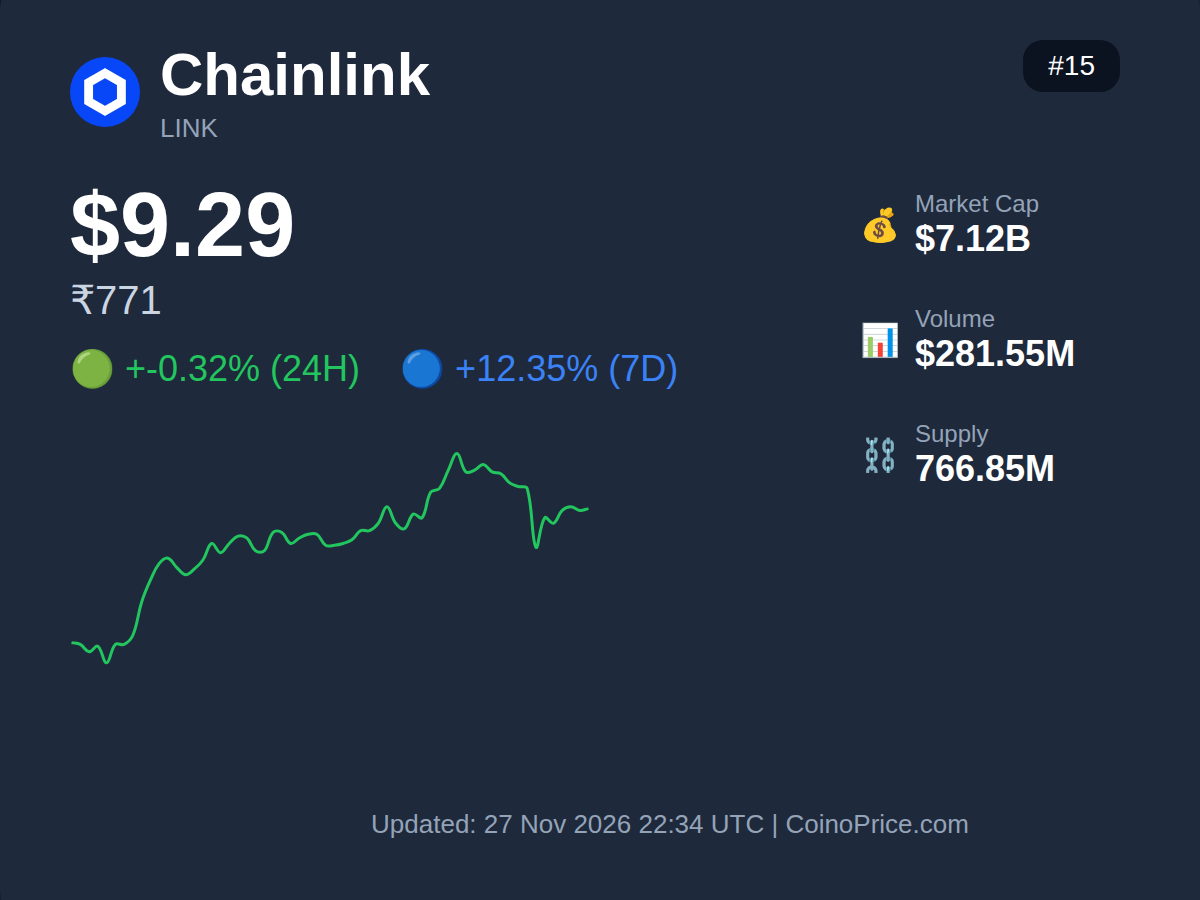 Chainlink
LINK
#15
$9.29
₹771
+-0.32% (24H)
+12.35% (7D)
Market Cap
$7.12B
Volume
$281.55M
Supply
766.85M
Updated: 27 Nov 2026 22:34 UTC | CoinoPrice.com